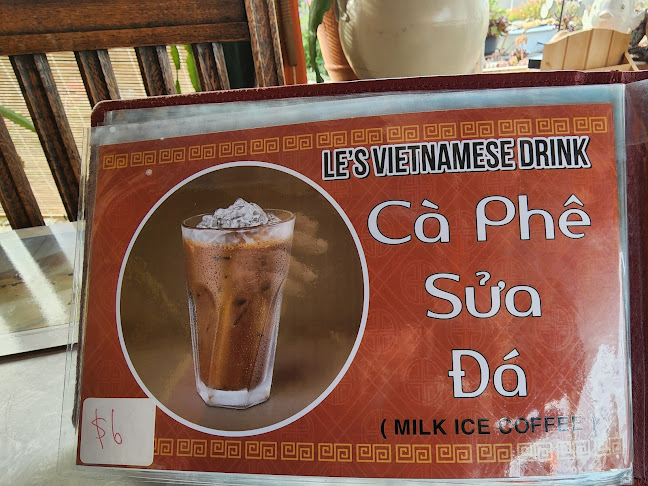 LE'S VIETNAMESE DRINK
Cà Phê
Sửa
Đá
( MILK ICE COFFEE )
$6